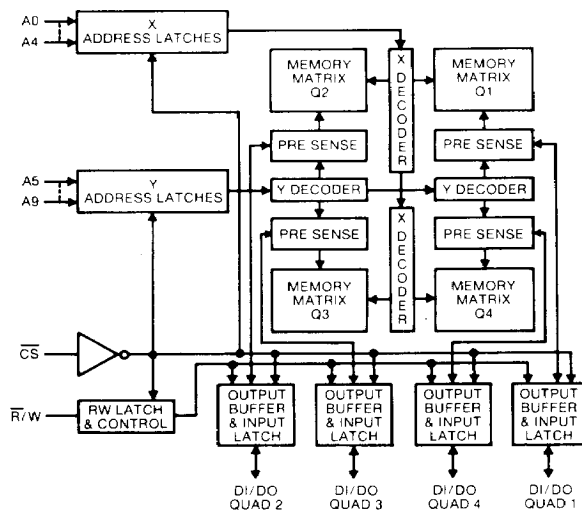 A0
A4
X
ADDRESS LATCHES
MEMORY
MATRIX
Q2
X DECODER
MEMORY
MATRIX
Q1
PRE SENSE
PRE SENSE
A5
A9
Y
ADDRESS LATCHES
Y DECODER
Y DECODER
PRE SENSE
X DECODER
PRE SENSE
MEMORY
MATRIX
Q3
MEMORY
MATRIX
Q4
CS
R/W
RW LATCH
& CONTROL
OUTPUT
BUFFER
& INPUT
LATCH
OUTPUT
BUFFER
& INPUT
LATCH
OUTPUT
BUFFER
& INPUT
LATCH
OUTPUT
BUFFER
& INPUT
LATCH
DI/DO
QUAD 2
DI/DO
QUAD 3
DI/DO
QUAD 4
DI/DO
QUAD 1